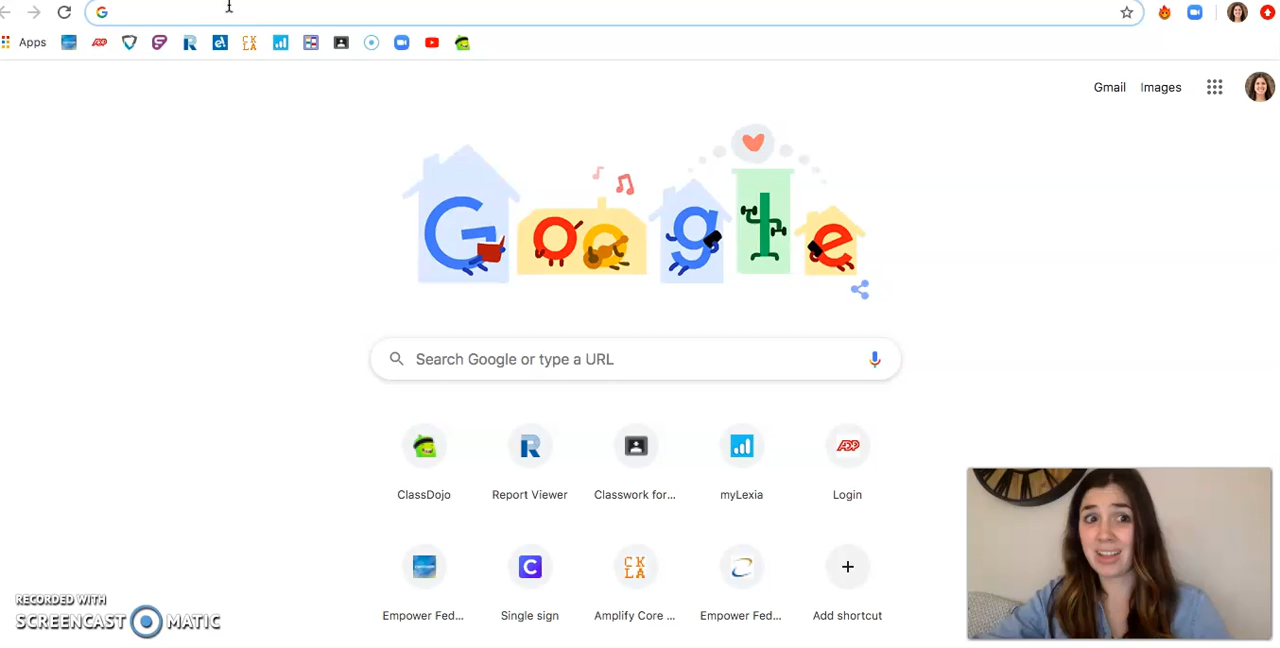 Apps
Gmail Images
Google
Search Google or type a URL
ClassDojo Report Viewer Classwork for... myLexia Login
Empower Fed... Single sign Amplify Core ... Empower Fed... Add shortcut
RECORDED WITH
SCREENCAST MATIC